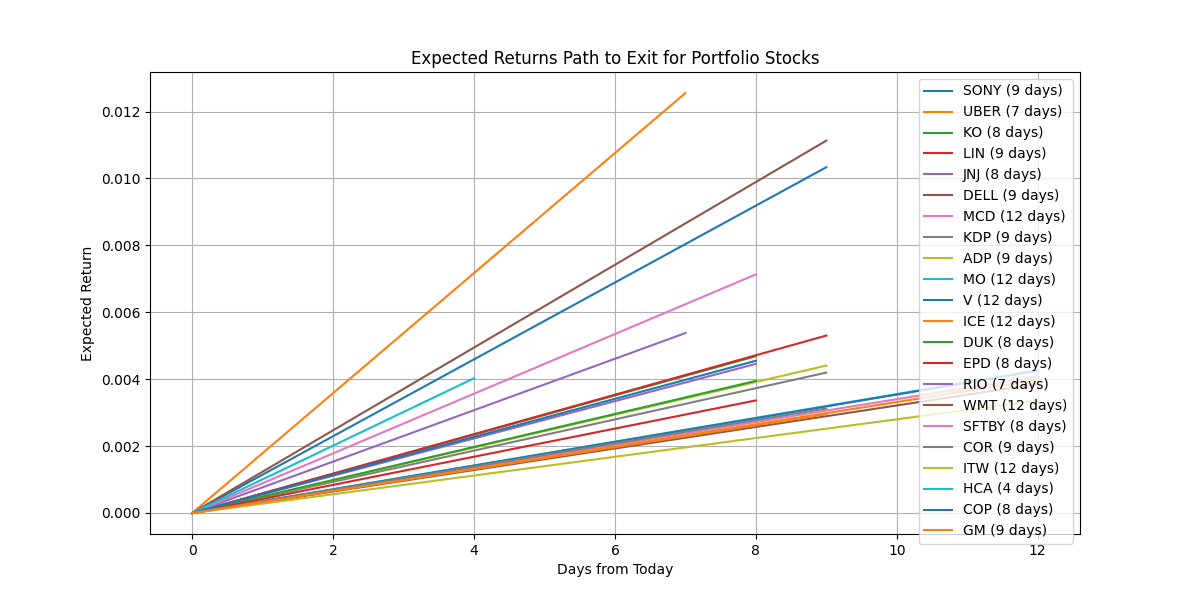 Expected Returns Path to Exit for Portfolio Stocks
Expected Return
0.012
0.010
0.008
0.006
0.004
0.002
0.000
0 2 4 6 8 10 12
Days from Today
SONY (9 days)
UBER (7 days)
KO (8 days)
LIN (9 days)
JNJ (8 days)
DELL (9 days)
MCD (12 days)
KDP (9 days)
ADP (9 days)
MO (12 days)
V (12 days)
ICE (12 days)
DUK (8 days)
EPD (8 days)
RIO (7 days)
WMT (12 days)
SFTBY (8 days)
COR (9 days)
ITW (12 days)
HCA (4 days)
COP (8 days)
GM (9 days)